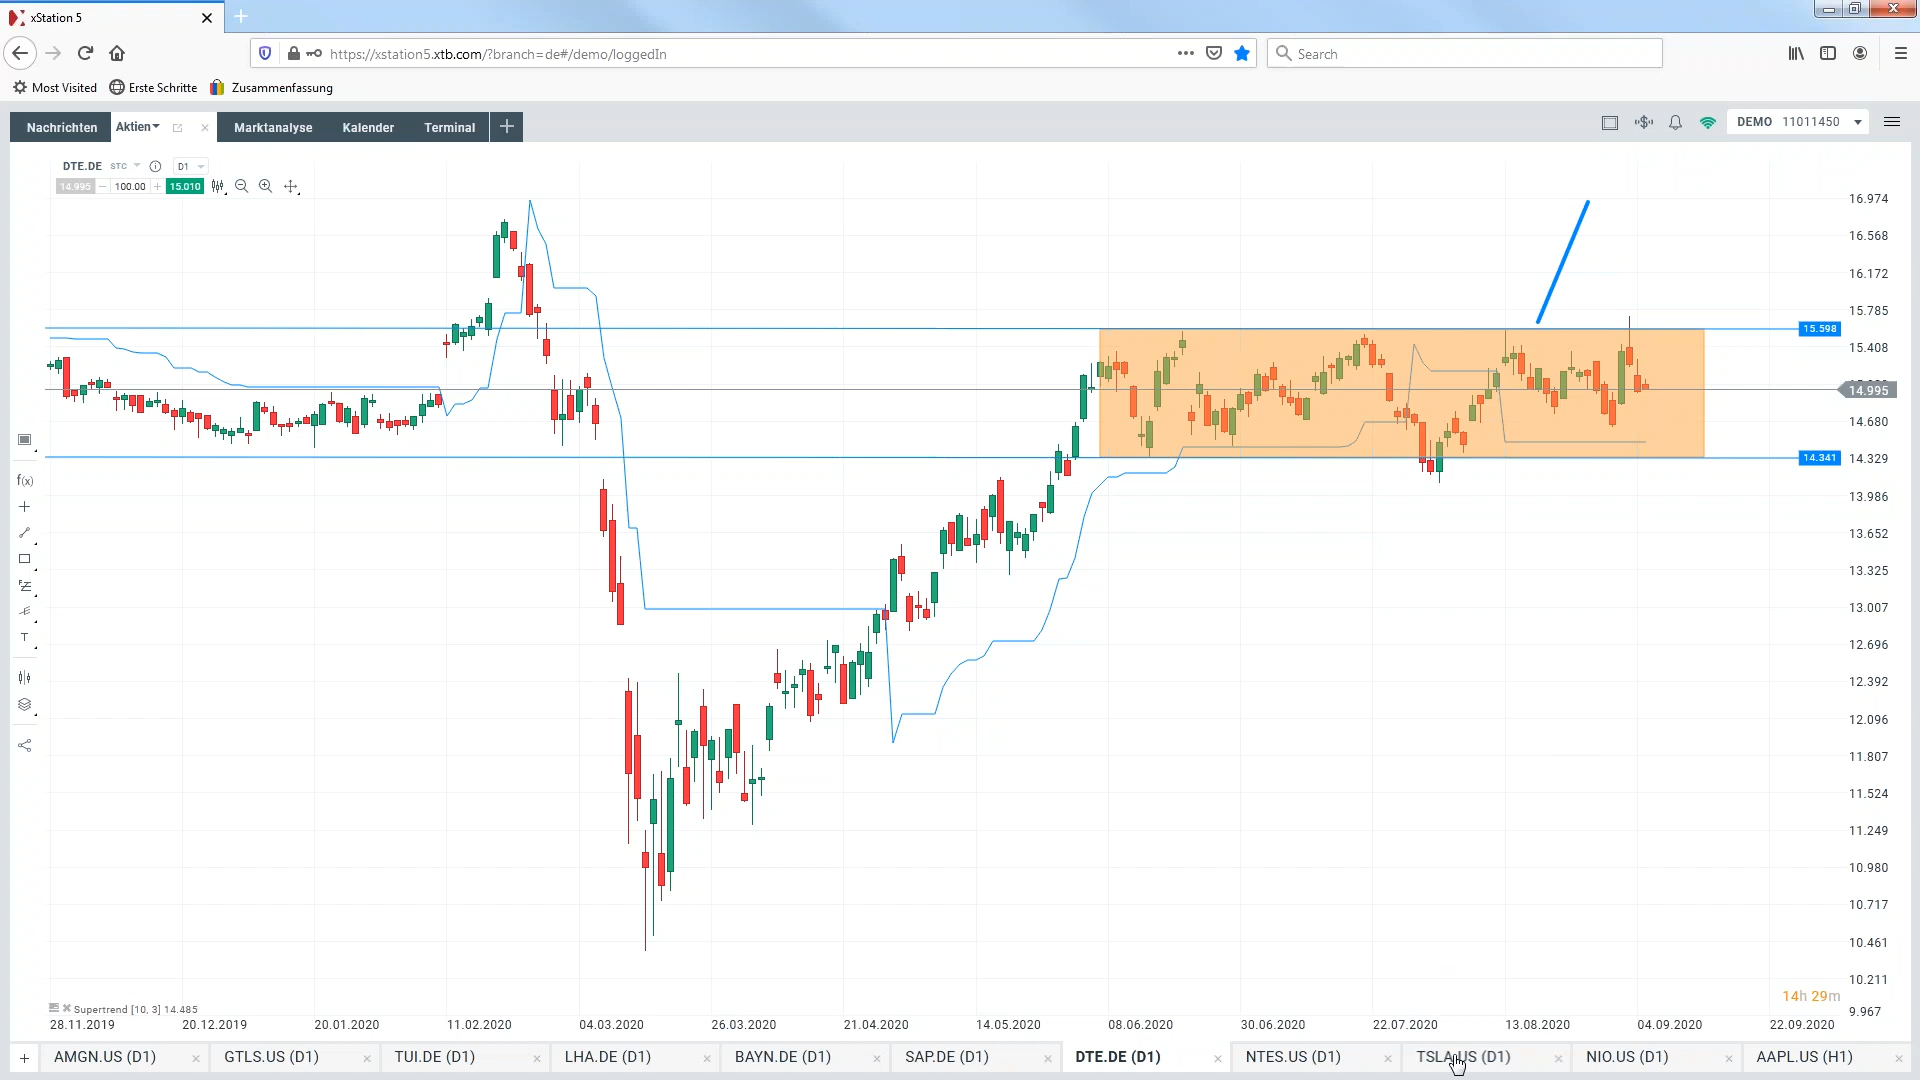 xStation 5
https://xstation5.xtb.com/?branch=de#/demo/loggedIn
Search
Most Visited
Erste Schritte
Zusammenfassung
Nachrichten
Aktien
Marktanalyse
Kalender
Terminal
DEMO 11011450
DTE.DE STC D1
14.995 100.00 15.010
16.974
16.568
16.172
15.785
15.598
15.408
14.995
14.680
14.341
14.329
13.986
13.652
13.325
13.007
12.696
12.392
12.096
11.807
11.524
11.249
10.980
10.717
10.461
10.211
9.967
f(x)
T
14h 29m
Supertrend [10, 3] 14.485
28.11.2019 20.12.2019 20.01.2020 11.02.2020 04.03.2020 26.03.2020 21.04.2020 14.05.2020 08.06.2020 30.06.2020 22.07.2020 13.08.2020 04.09.2020 22.09.2020
AMGN.US (D1) GTLS.US (D1) TUI.DE (D1) LHA.DE (D1) BAYN.DE (D1) SAP.DE (D1) DTE.DE (D1) NTES.US (D1) TSLA.US (D1) NIO.US (D1) AAPL.US (H1)